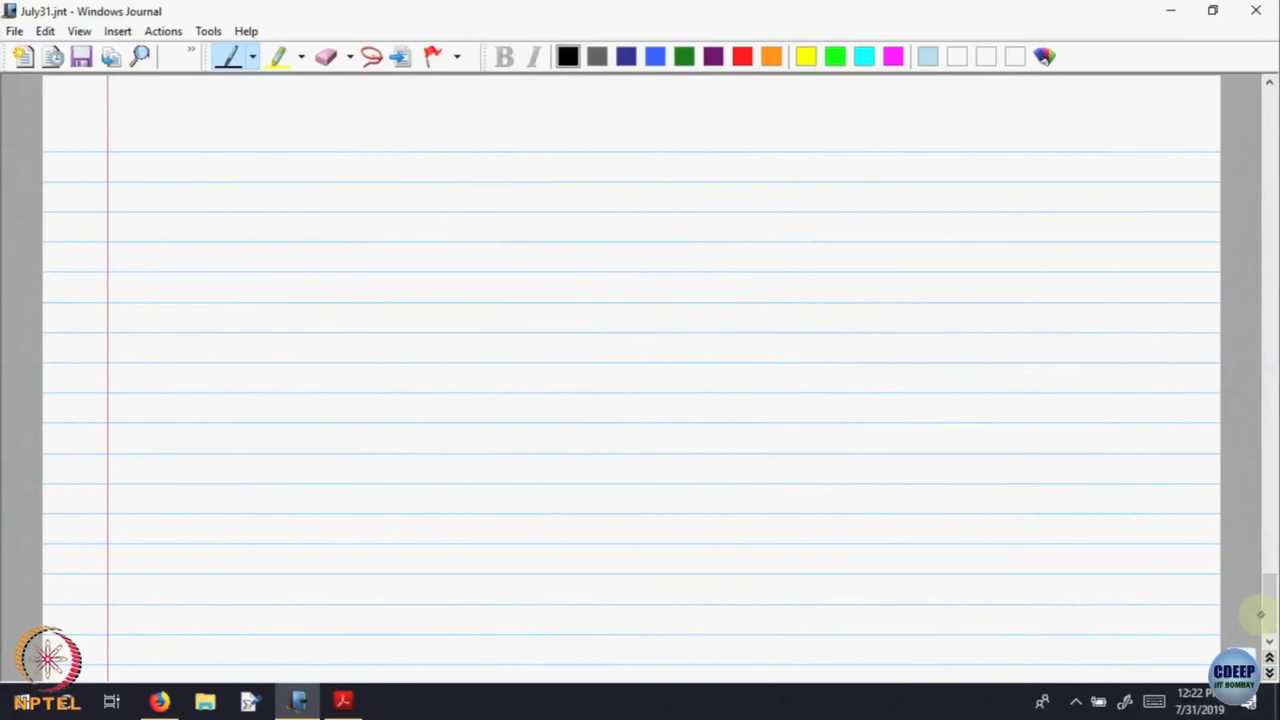 July31.jnt - Windows Journal
File Edit View Insert Actions Tools Help
» B I
NPTEL
CDEEP
IIT BOMBAY
12:22 P
7/31/2019